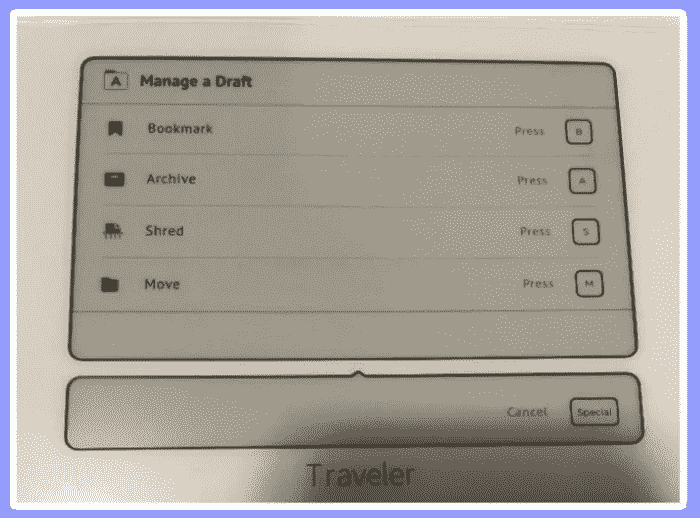 A Manage a Draft
Bookmark Press B
Archive Press A
Shred Press S
Move Press M
Cancel Special
Traveler